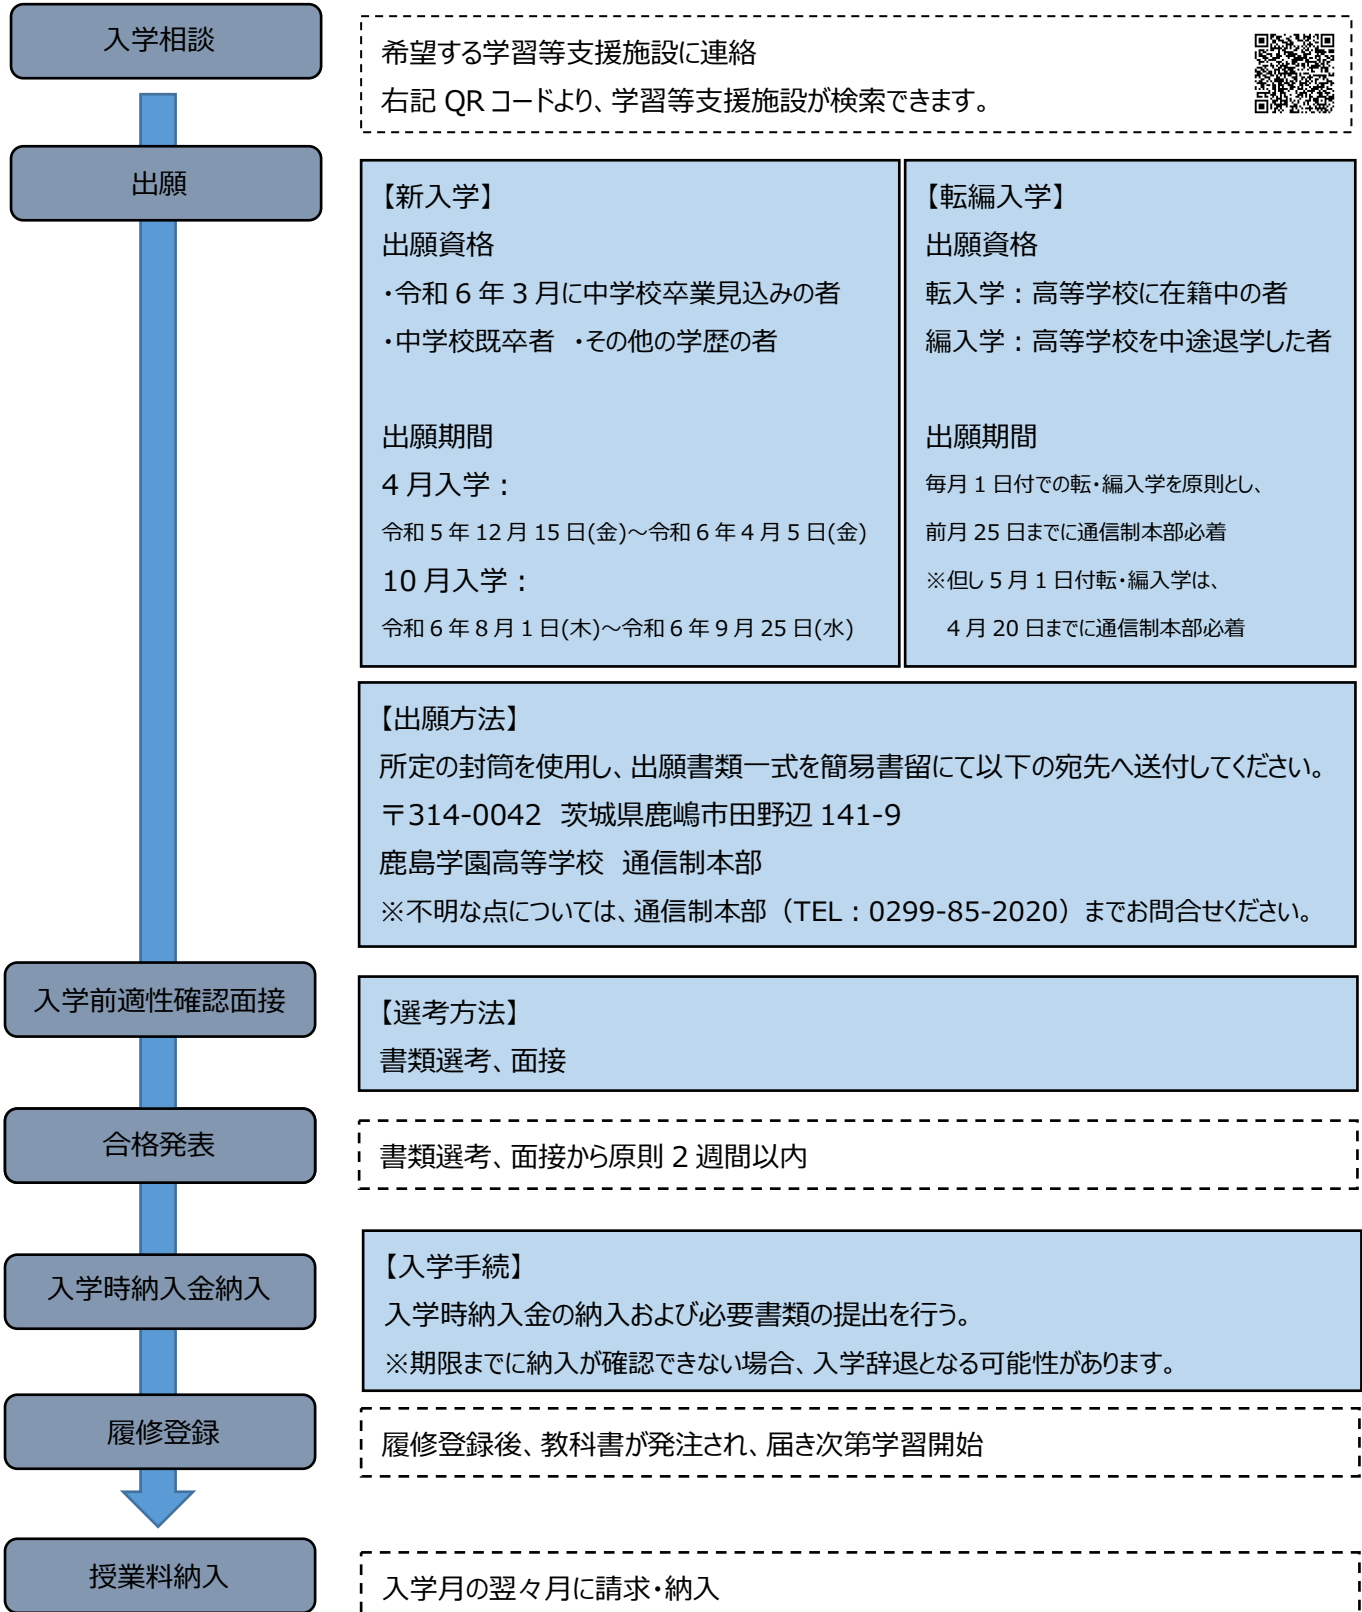 入学相談
希望する学習等支援施設に連絡
右記 QR コードより、学習等支援施設が検索できます。
出願
【新入学】
出願資格
・令和 6 年 3 月に中学校卒業見込みの者
・中学校既卒者 ・その他の学歴の者
出願期間
4 月入学：
令和 5 年 12 月 15 日(金)～令和 6 年 4 月 5 日(金)
10 月入学：
令和 6 年 8 月 1 日(木)～令和 6 年 9 月 25 日(水)
【転編入学】
出願資格
転入学：高等学校に在籍中の者
編入学：高等学校を中途退学した者
出願期間
毎月 1 日付での転・編入学を原則とし、
前月 25 日までに通信制本部必着
※但し 5 月 1 日付転・編入学は、
4 月 20 日までに通信制本部必着
【出願方法】
所定の封筒を使用し、出願書類一式を簡易書留にて以下の宛先へ送付してください。
〒314-0042 茨城県鹿嶋市田野辺 141-9
鹿島学園高等学校 通信制本部
※不明な点については、通信制本部（TEL：0299-85-2020）までお問合せください。
入学前適性確認面接
【選考方法】
書類選考、面接
合格発表
書類選考、面接から原則 2 週間以内
入学時納入金納入
【入学手続】
入学時納入金の納入および必要書類の提出を行う。
※期限までに納入が確認できない場合、入学辞退となる可能性があります。
履修登録
履修登録後、教科書が発注され、届き次第学習開始
授業料納入
入学月の翌々月に請求・納入